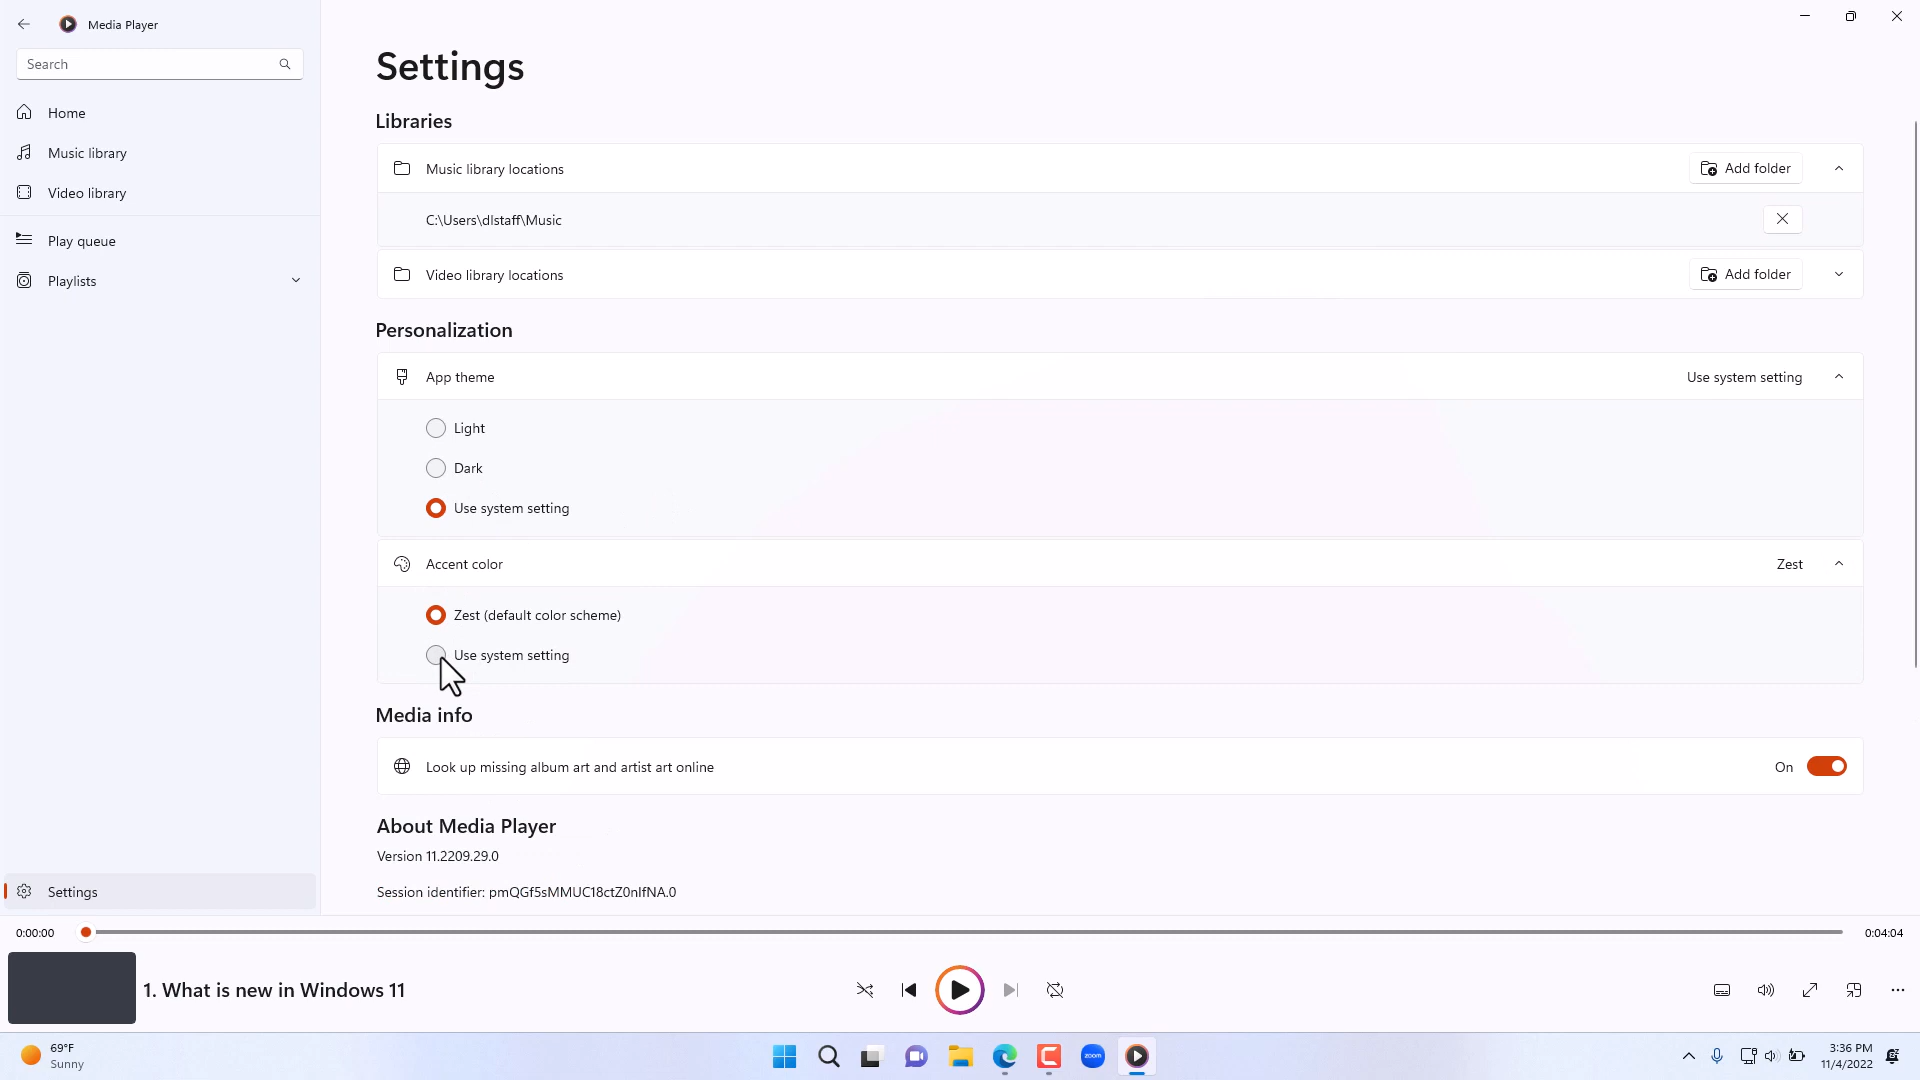 Media Player
Search
Home
Music library
Video library
Play queue
Playlists
Settings
Settings
Libraries
Music library locations
Add folder
C:\Users\dlstaff\Music
Video library locations
Add folder
Personalization
App theme
Use system setting
Light
Dark
Use system setting
Accent color
Zest
Zest (default color scheme)
Use system setting
Media info
Look up missing album art and artist art online
On
About Media Player
Version 11.2209.29.0
Session identifier: pmQGf5sMMUC18ctZ0nIfNA.0
0:00:00
0:04:04
1. What is new in Windows 11
69°F
Sunny
zoom
3:36 PM
11/4/2022